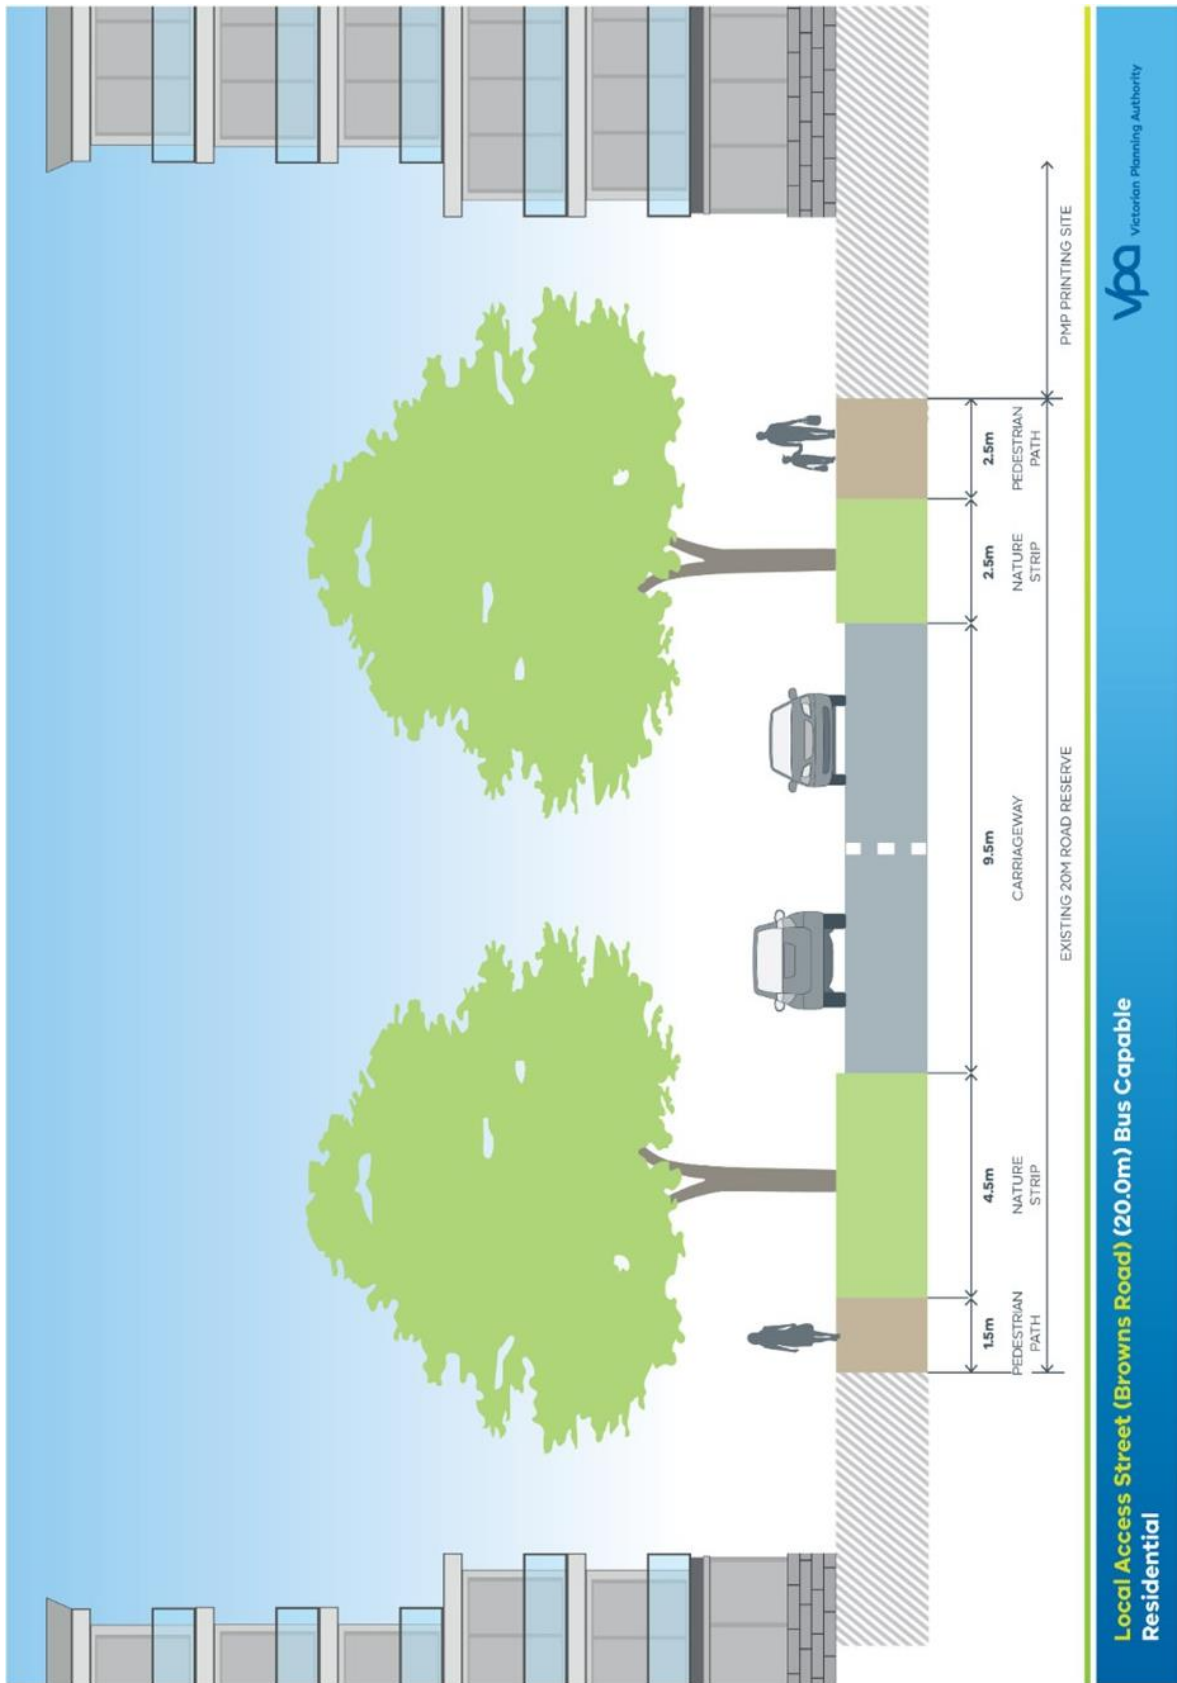 1.5m
PEDESTRIAN
PATH
4.5m
NATURE
STRIP
9.5m
CARRIAGEWAY
2.5m
NATURE
STRIP
2.5m
PEDESTRIAN
PATH
EXISTING 20M ROAD RESERVE
PMP PRINTING SITE
Local Access Street (Browns Road) (20.0m) Bus Capable
Residential
vpa Victorian Planning Authority